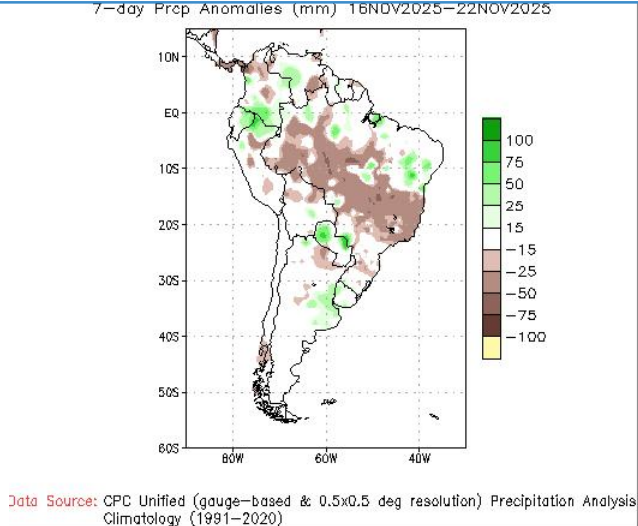 7-day Prcp Anomalies (mm) 16NOV2025-22NOV2025
10N
EQ
10S
20S
30S
40S
50S
60S
80W 60W 40W
100
75
50
25
15
-15
-25
-50
-75
-100
Data Source: CPC Unified (gauge-based & 0.5x0.5 deg resolution) Precipitation Analysis
Climatology (1991-2020)